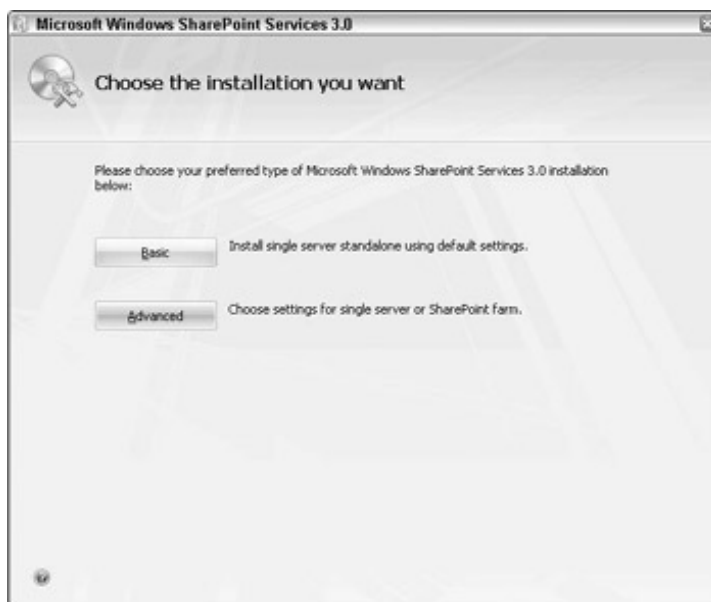 Microsoft Windows SharePoint Services 3.0
Choose the installation you want
Please choose your preferred type of Microsoft Windows SharePoint Services 3.0 installation
below:
Basic
Install single server standalone using default settings.
Advanced
Choose settings for single server or SharePoint farm.